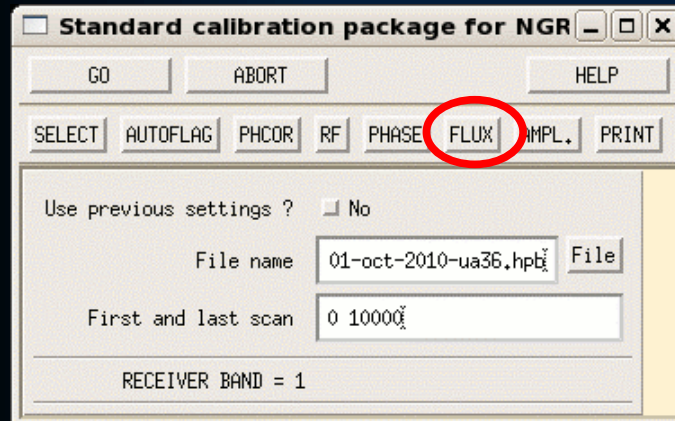 Standard calibration package for NGR
GO ABORT HELP
SELECT AUTOFLAG PHCOR RF PHASE FLUX AMPL. PRINT
Use previous settings ? No
File name 01-oct-2010-ua36.hpb File
First and last scan 0 10000
RECEIVER BAND = 1